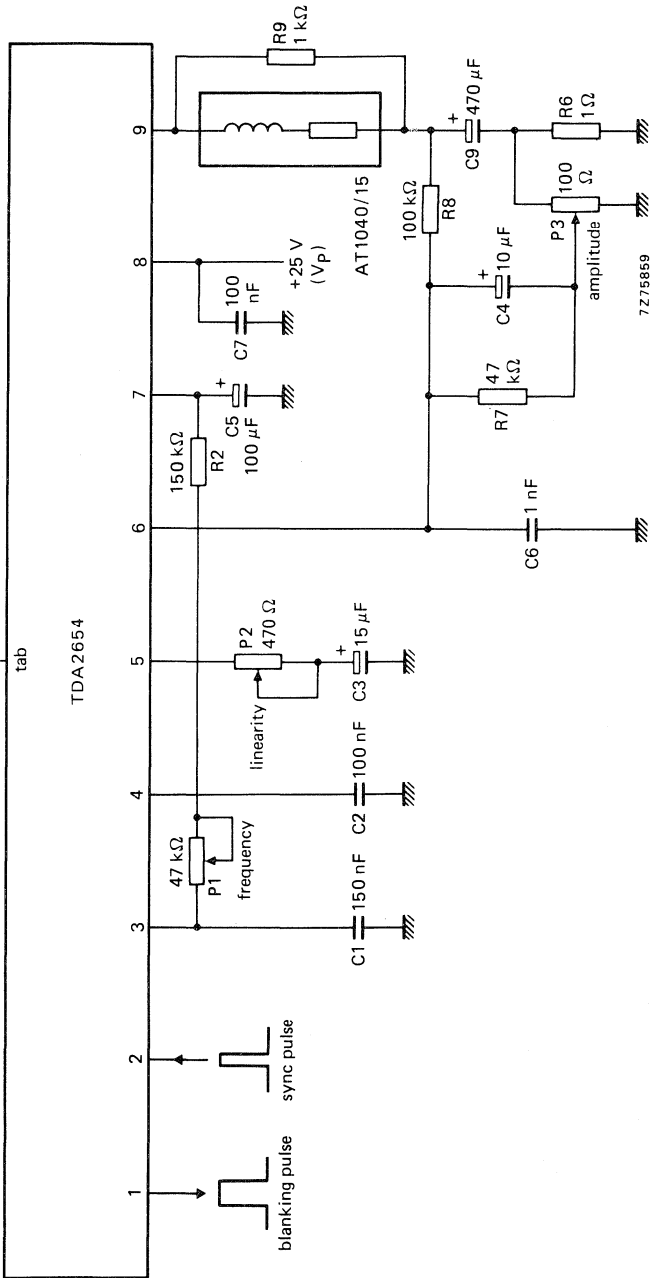 tab
TDA2654
1
2
3
4
5
6
7
8
9
blanking pulse
sync pulse
47 kΩ
P1
frequency
C1
150 nF
C2
100 nF
linearity
P2
470 Ω
+
C3
15 µF
150 kΩ
R2
+
C5
100 µF
C6
1 nF
C7
100
nF
+25 V
(VP)
R7
47
kΩ
+
C4
10 µF
100 kΩ
R8
AT1040/15
R9
1 kΩ
+
C9
470 µF
P3
100
Ω
amplitude
R6
1Ω
7Z75859